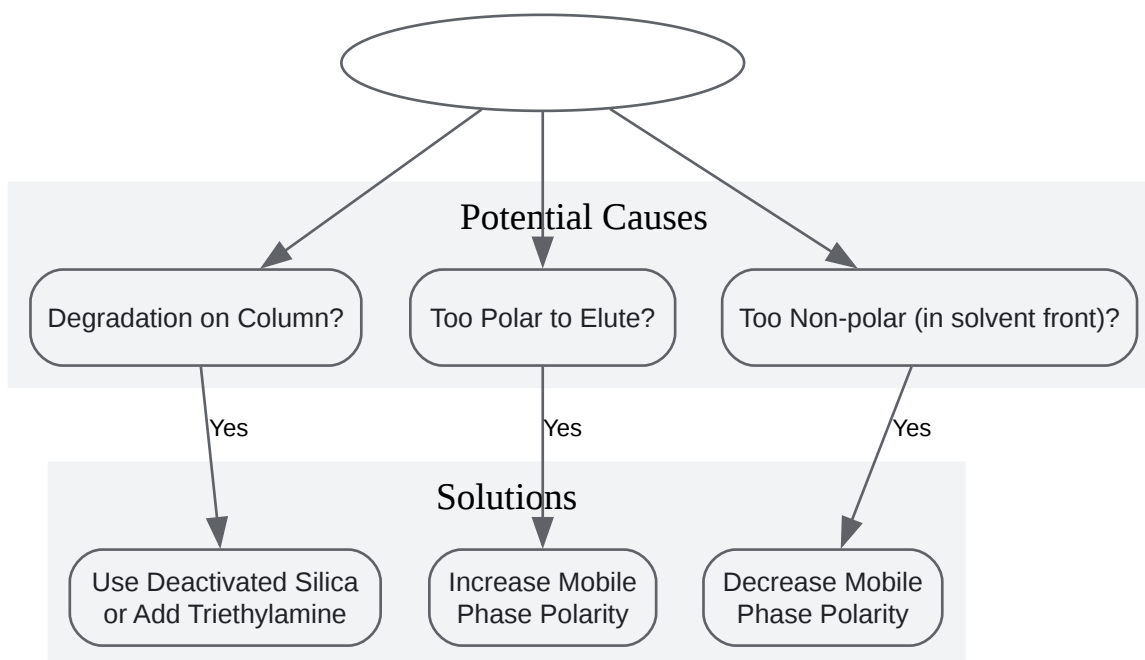 Potential Causes
Degradation on Column?
Too Polar to Elute?
Too Non-polar (in solvent front)?
Yes
Yes
Yes
Solutions
Use Deactivated Silica
or Add Triethylamine
Increase Mobile
Phase Polarity
Decrease Mobile
Phase Polarity